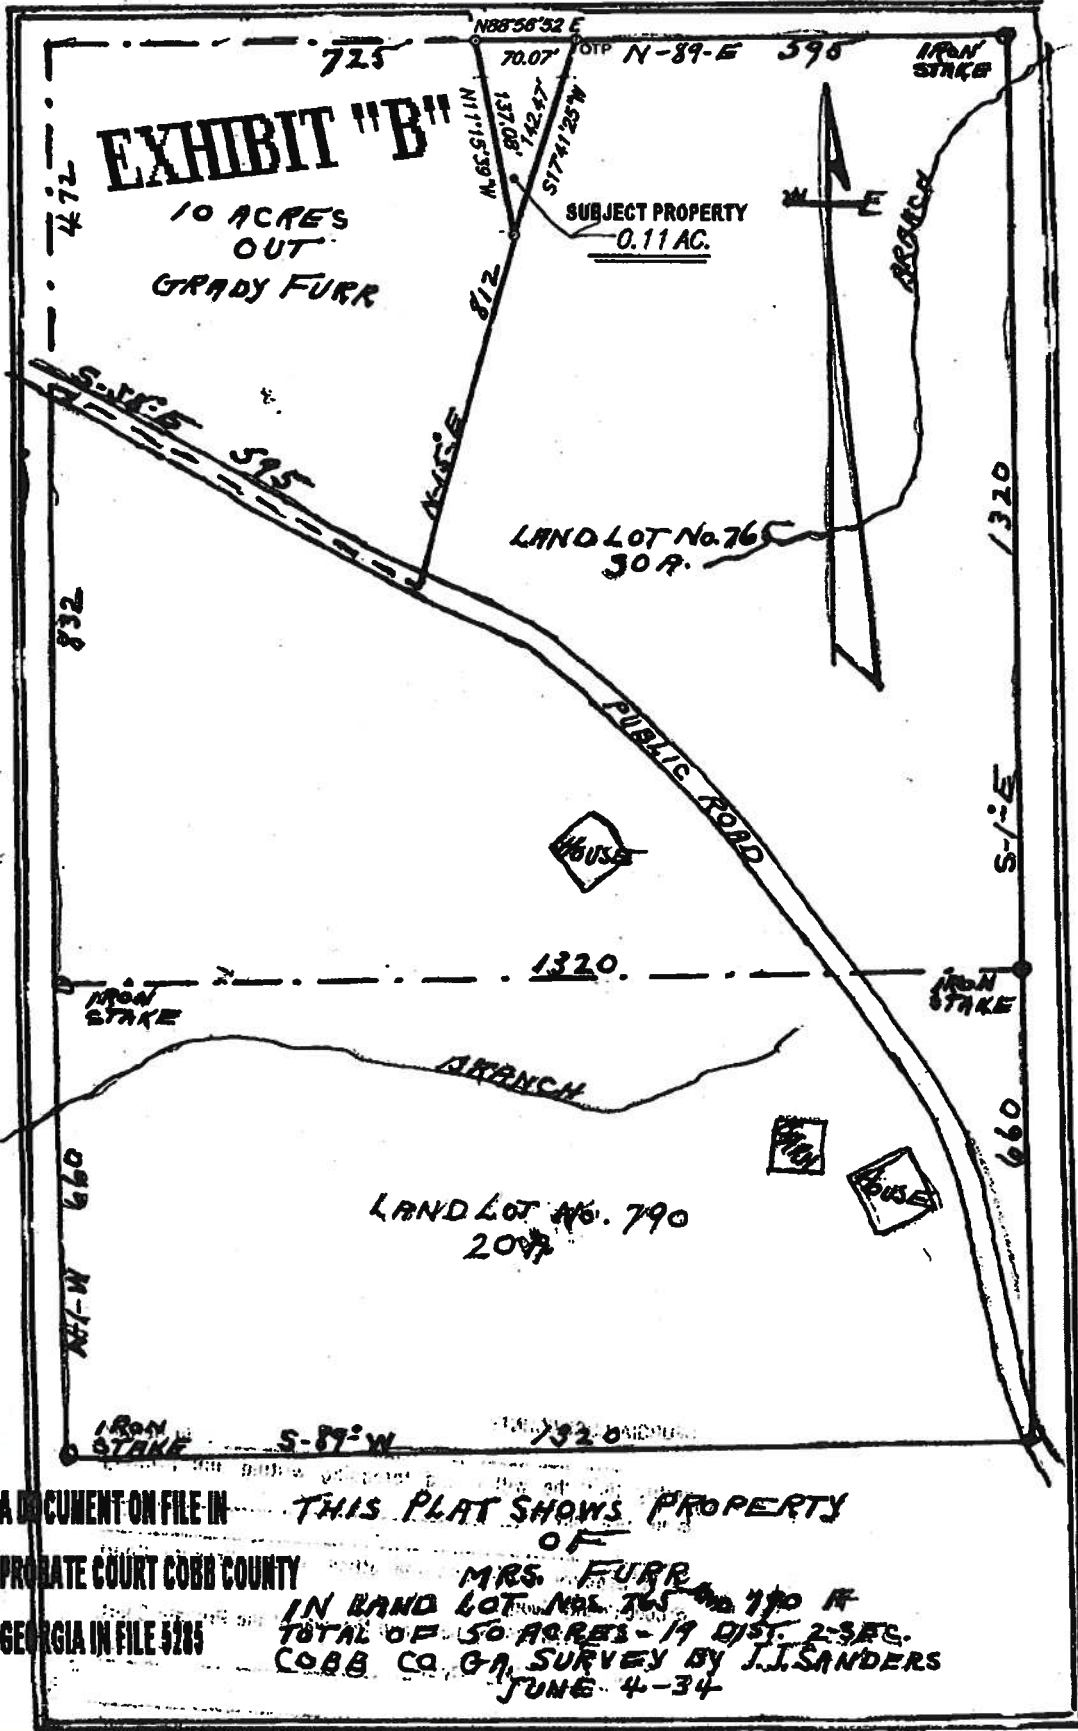 N88°56'52 E
725
70.07'
OTP
N-89-E 595
IRON
STAKE
EXHIBIT "B"
N11°15'39"W
137.08'
142.47'
S17°41'25"W
472
10 ACRES
OUT
GRADY FURR
SUBJECT PROPERTY
0.11 AC.
W E
BRANCH
812
595
N-15°-E
LAND LOT No. 765
30 A.
1320
832
PUBLIC ROAD
S-1°-E
HOUSE
1320
IRON
STAKE
IRON
STAKE
BRANCH
660
BARN
HOUSE
660
LAND LOT No. 790
20 A
N-1-W
IRON
STAKE
S-89°-W 1320
A DOCUMENT ON FILE IN
PROBATE COURT COBB COUNTY
GEORGIA IN FILE 5285
THIS PLAT SHOWS PROPERTY
OF
MRS. FURR
IN LAND LOT NOS. 765 AND 790
TOTAL OF 50 ACRES - 19 DIST. 2-SEC.
COBB CO GA. SURVEY BY J.J. SANDERS
JUNE 4-34